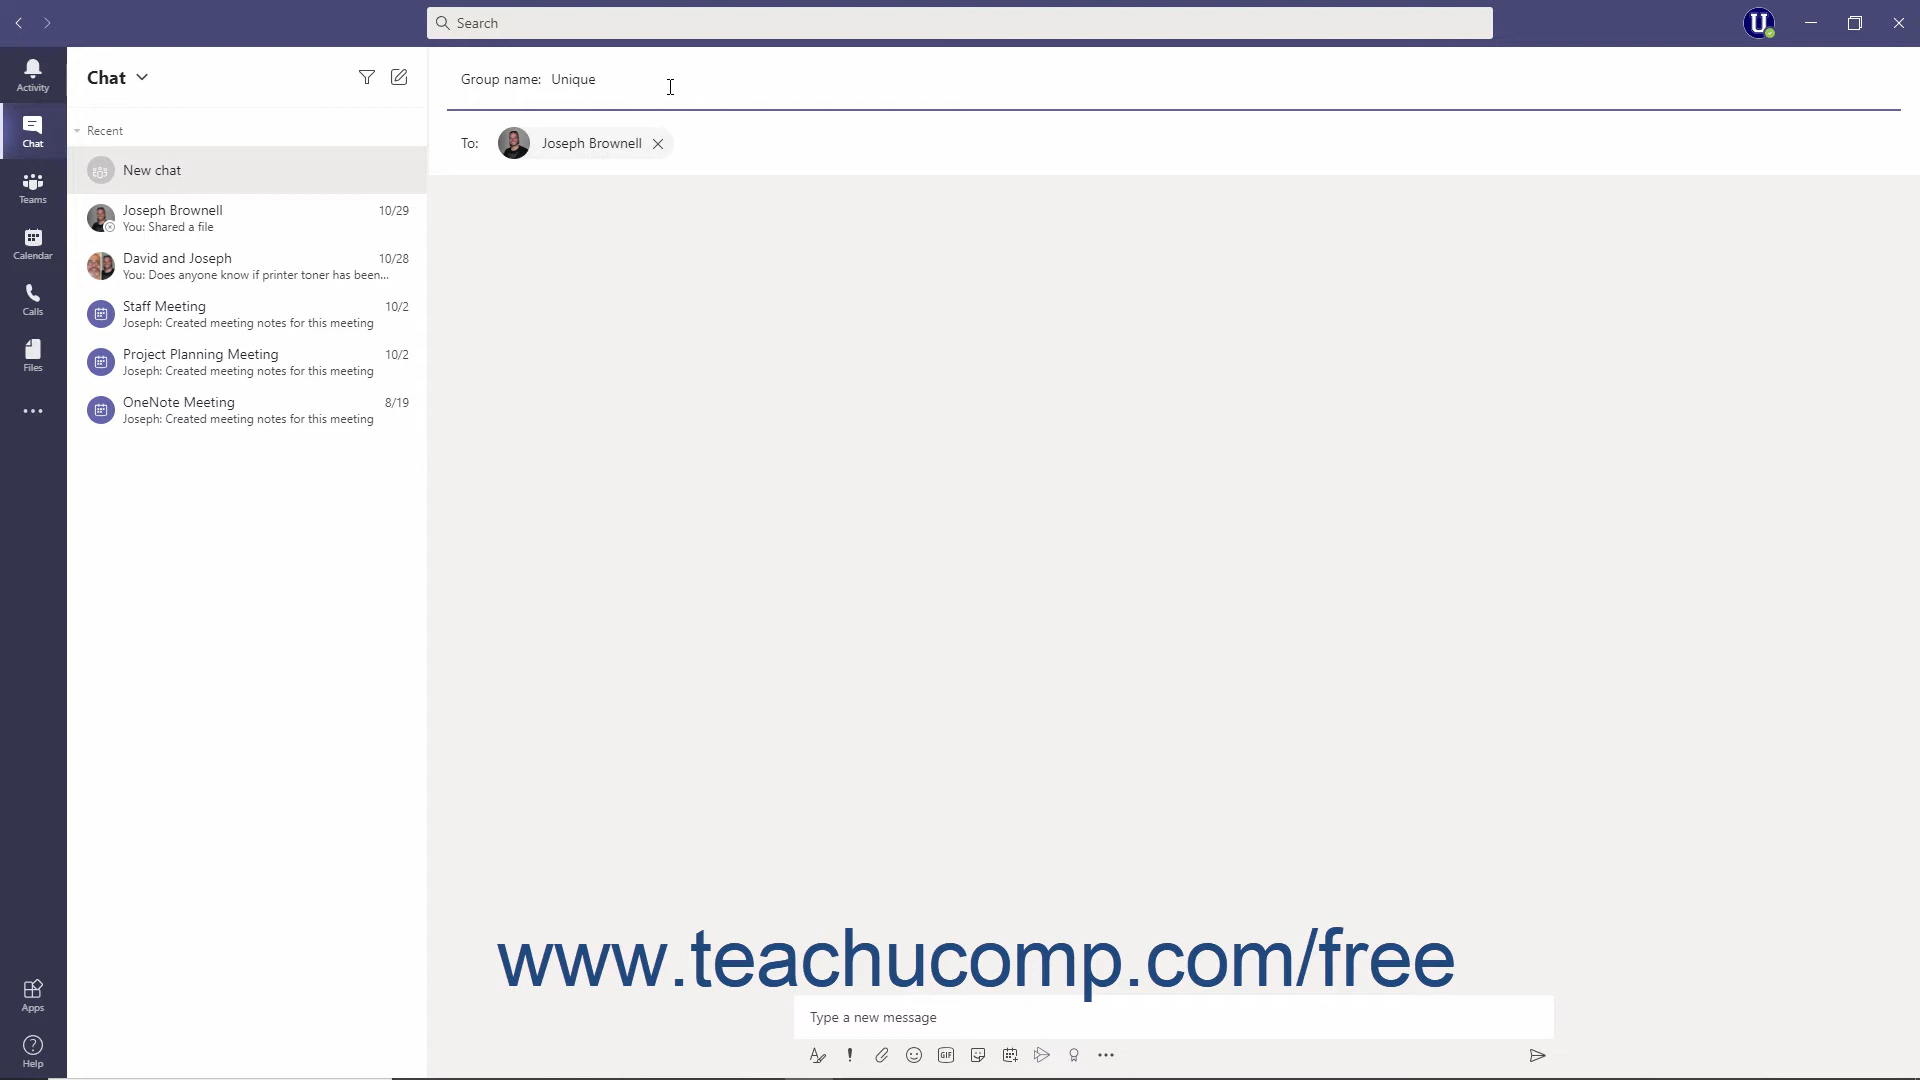 Search
U
Activity
Chat
Teams
Calendar
Calls
Files
Apps
Help
Chat
Recent
New chat
Joseph Brownell 10/29
You: Shared a file
David and Joseph 10/28
You: Does anyone know if printer toner has been...
Staff Meeting 10/2
Joseph: Created meeting notes for this meeting
Project Planning Meeting 10/2
Joseph: Created meeting notes for this meeting
OneNote Meeting 8/19
Joseph: Created meeting notes for this meeting
Group name: Unique
To: Joseph Brownell
www.teachucomp.com/free
Type a new message
GIF